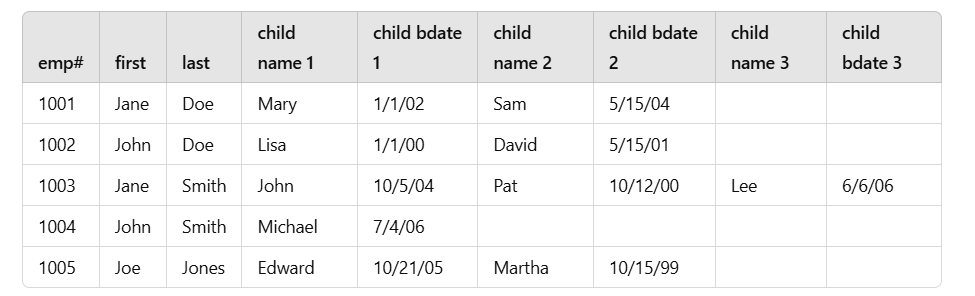 emp# first last child name 1 child bdate 1 child name 2 child bdate 2 child name 3 child bdate 3
1001 Jane Doe Mary 1/1/02 Sam 5/15/04
1002 John Doe Lisa 1/1/00 David 5/15/01
1003 Jane Smith John 10/5/04 Pat 10/12/00 Lee 6/6/06
1004 John Smith Michael 7/4/06
1005 Joe Jones Edward 10/21/05 Martha 10/15/99